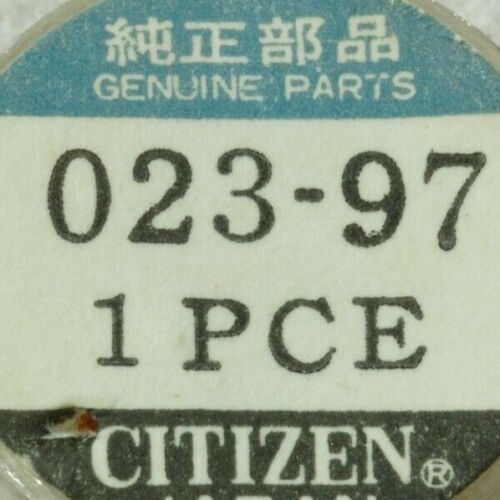 純正部品
GENUINE PARTS
023-97
1 PCE
CITIZEN®